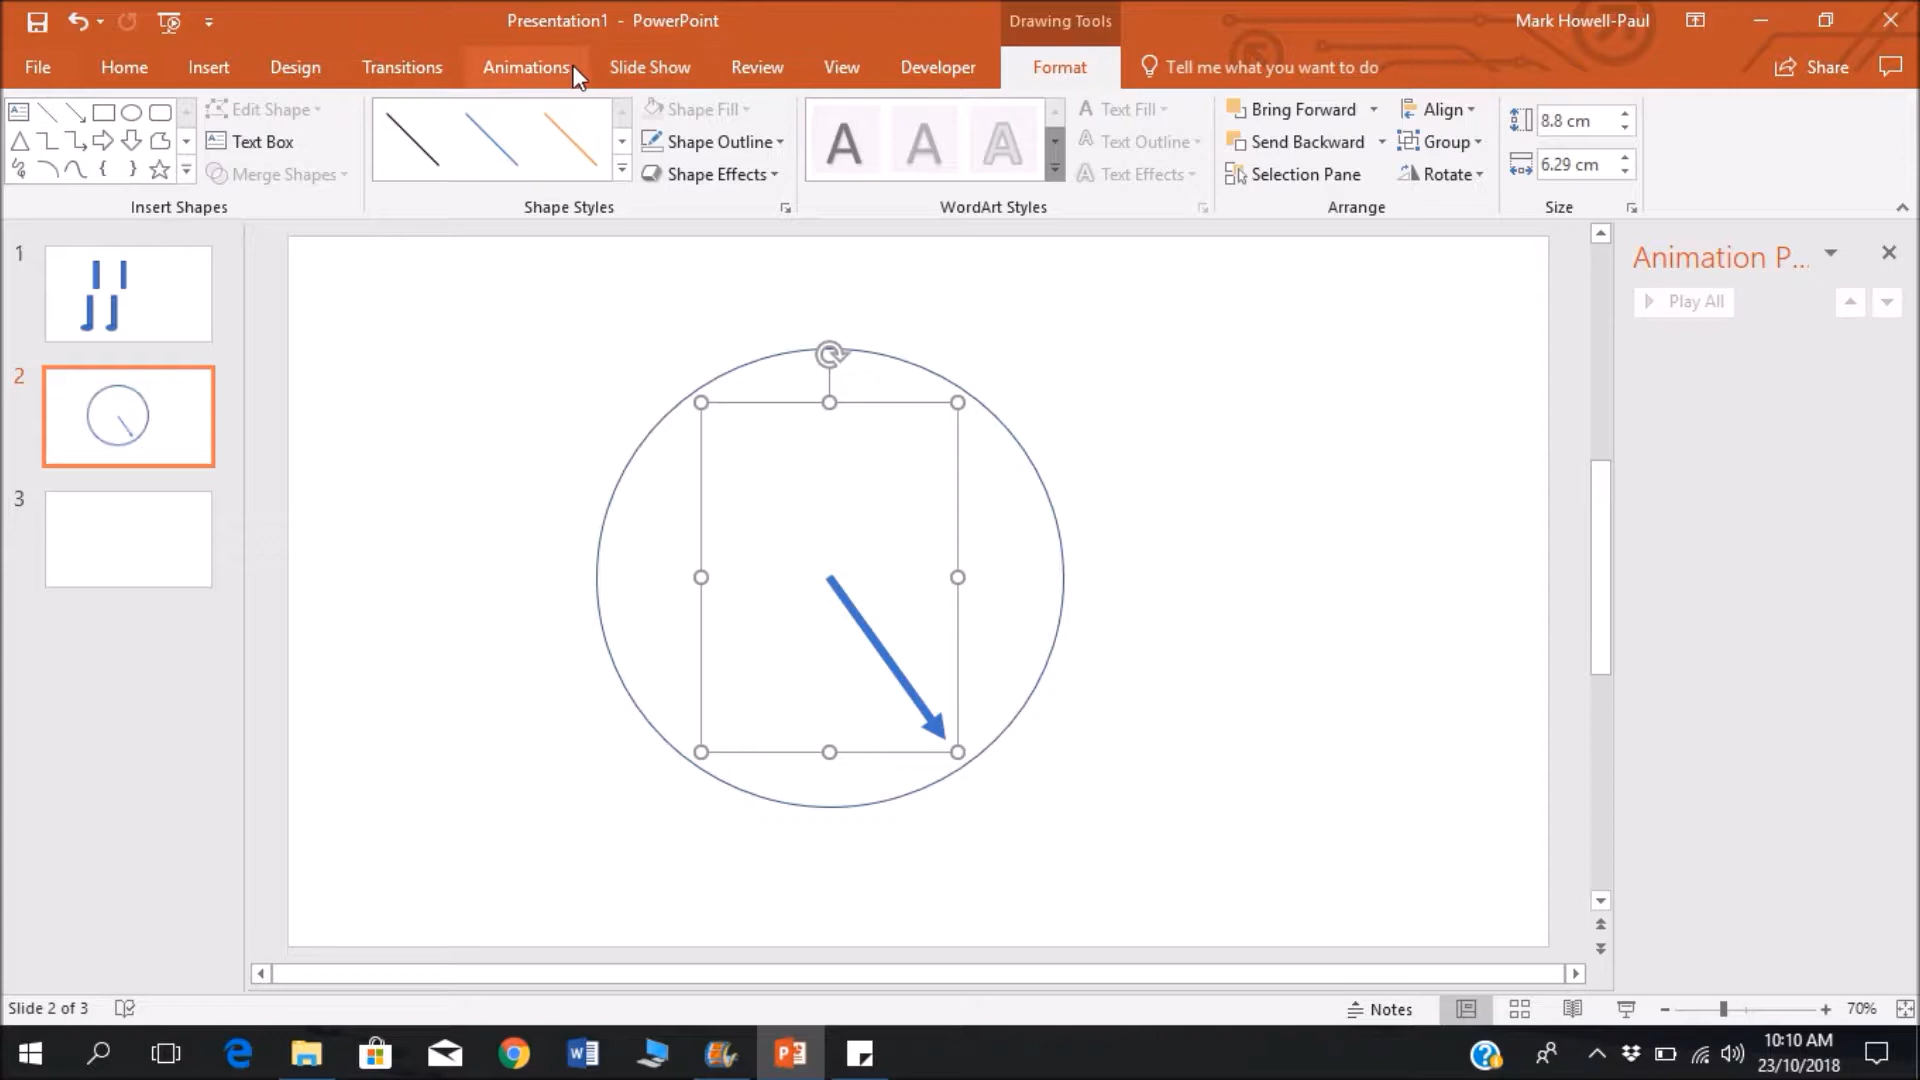 Presentation1 - PowerPoint
Drawing Tools
Mark Howell-Paul
File Home Insert Design Transitions Animations Slide Show Review View Developer Format Tell me what you want to do Share
Edit Shape
Text Box
Merge Shapes
Insert Shapes
Shape Fill
Shape Outline
Shape Effects
Shape Styles
A A A
Text Fill
Text Outline
Text Effects
WordArt Styles
Bring Forward
Send Backward
Selection Pane
Align
Group
Rotate
Arrange
8.8 cm
6.29 cm
Size
1
2
3
Animation P...
Play All
Slide 2 of 3
Notes
70%
10:10 AM
23/10/2018